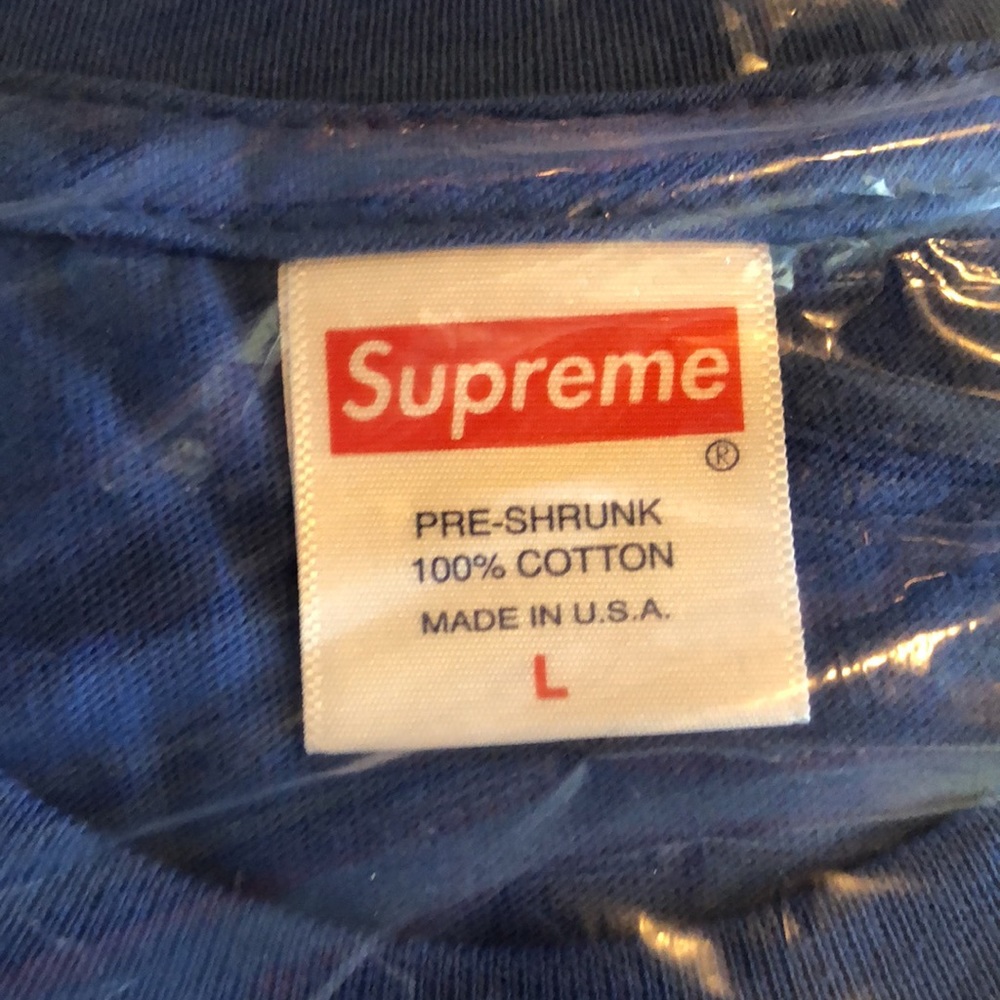 Supreme
®
PRE-SHRUNK
100% COTTON
MADE IN U.S.A.
L